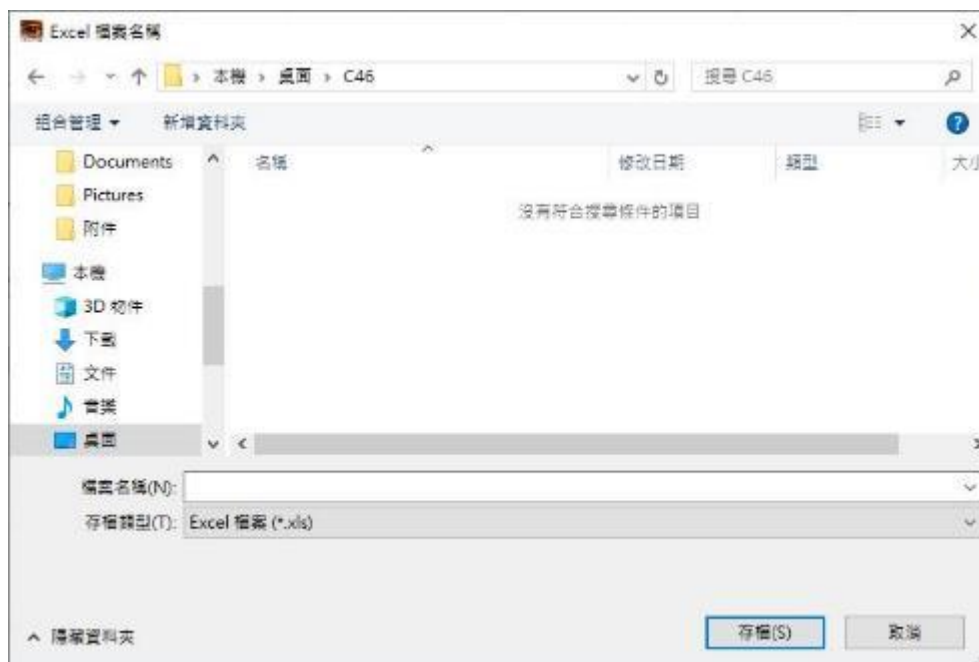 Excel 檔案名稱
本機 › 桌面 › C46
搜尋 C46
組合管理
新增資料夾
Documents
Pictures
附件
本機
3D 物件
下載
文件
音樂
桌面
名稱
修改日期
類型
大小
沒有符合搜尋條件的項目
檔案名稱(N):
存檔類型(T): Excel 檔案 (*.xls)
隱藏資料夾
存檔(S)
取消